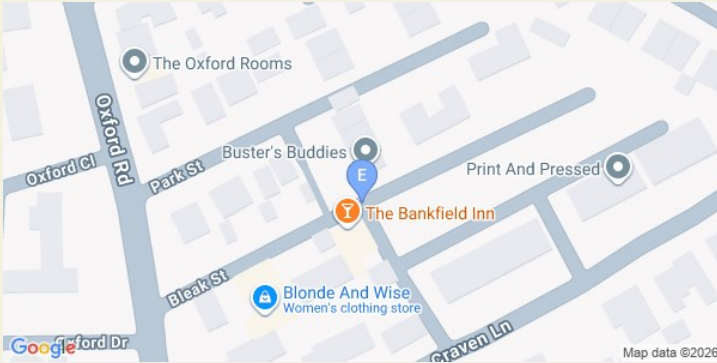 The Oxford Rooms
Oxford Rd
Oxford Cl
Park St
Buster's Buddies
E
Print And Pressed
The Bankfield Inn
Bleak St
Blonde And Wise
Women's clothing store
Google
Craven Ln
Map data ©2026